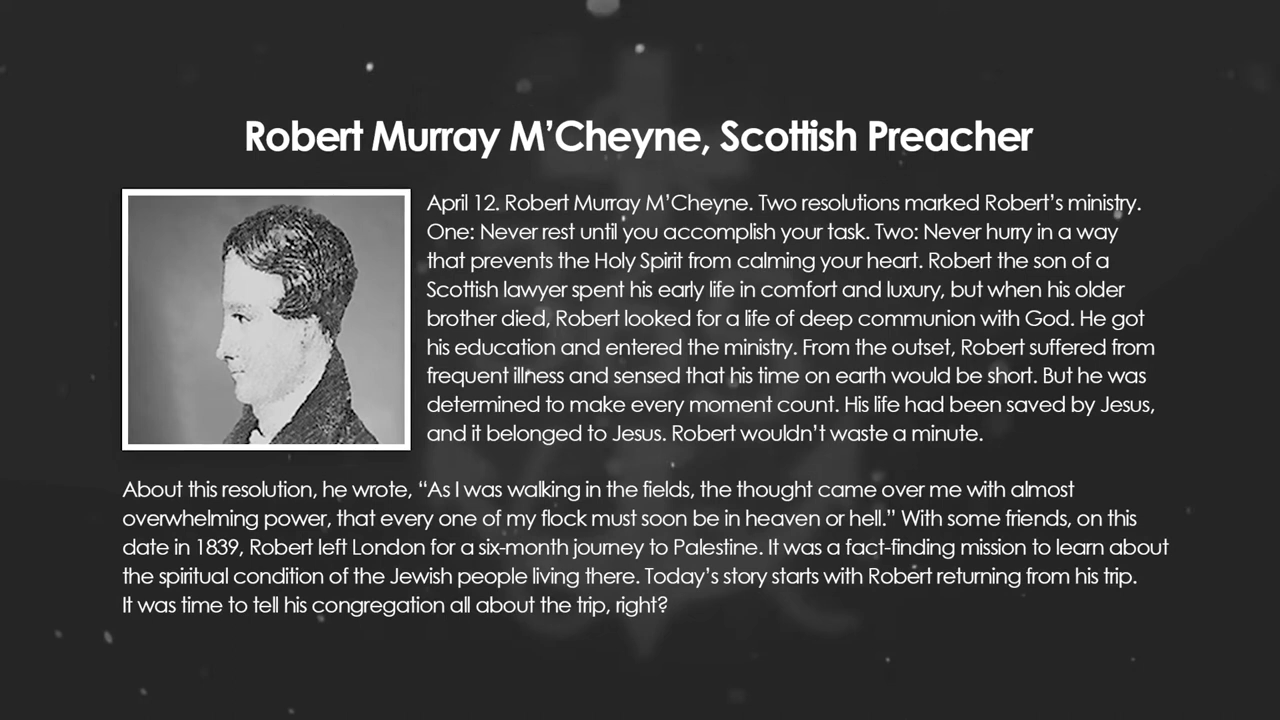 Robert Murray M’Cheyne, Scottish Preacher
April 12. Robert Murray M’Cheyne. Two resolutions marked Robert’s ministry.
One: Never rest until you accomplish your task. Two: Never hurry in a way
that prevents the Holy Spirit from calming your heart. Robert the son of a
Scottish lawyer spent his early life in comfort and luxury, but when his older
brother died, Robert looked for a life of deep communion with God. He got
his education and entered the ministry. From the outset, Robert suffered from
frequent illness and sensed that his time on earth would be short. But he was
determined to make every moment count. His life had been saved by Jesus,
and it belonged to Jesus. Robert wouldn’t waste a minute.
About this resolution, he wrote, “As I was walking in the fields, the thought came over me with almost
overwhelming power, that every one of my flock must soon be in heaven or hell.” With some friends, on this
date in 1839, Robert left London for a six-month journey to Palestine. It was a fact-finding mission to learn about
the spiritual condition of the Jewish people living there. Today’s story starts with Robert returning from his trip.
It was time to tell his congregation all about the trip, right?